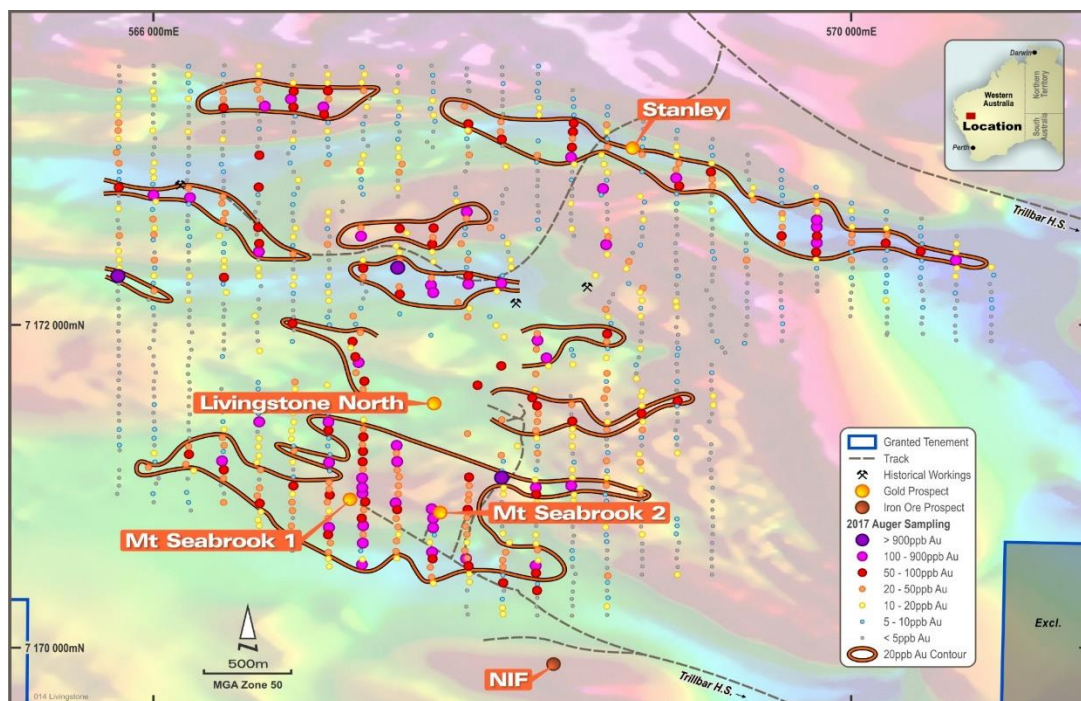 566 000mE
570 000mE
Darwin
Western
Australia
Northern
Territory
South
Australia
Location
Perth
Stanley
Trillbar H.S.
7 172 000mN
Livingstone North
Mt Seabrook 1
Mt Seabrook 2
Granted Tenement
Track
Historical Workings
Gold Prospect
Iron Ore Prospect
2017 Auger Sampling
> 900ppb Au
100 - 900ppb Au
50 - 100ppb Au
20 - 50ppb Au
10 - 20ppb Au
5 - 10ppb Au
< 5ppb Au
20ppb Au Contour
Excl.
7 170 000mN
N
500m
MGA Zone 50
NIF
Trillbar H.S.
014 Livingstone